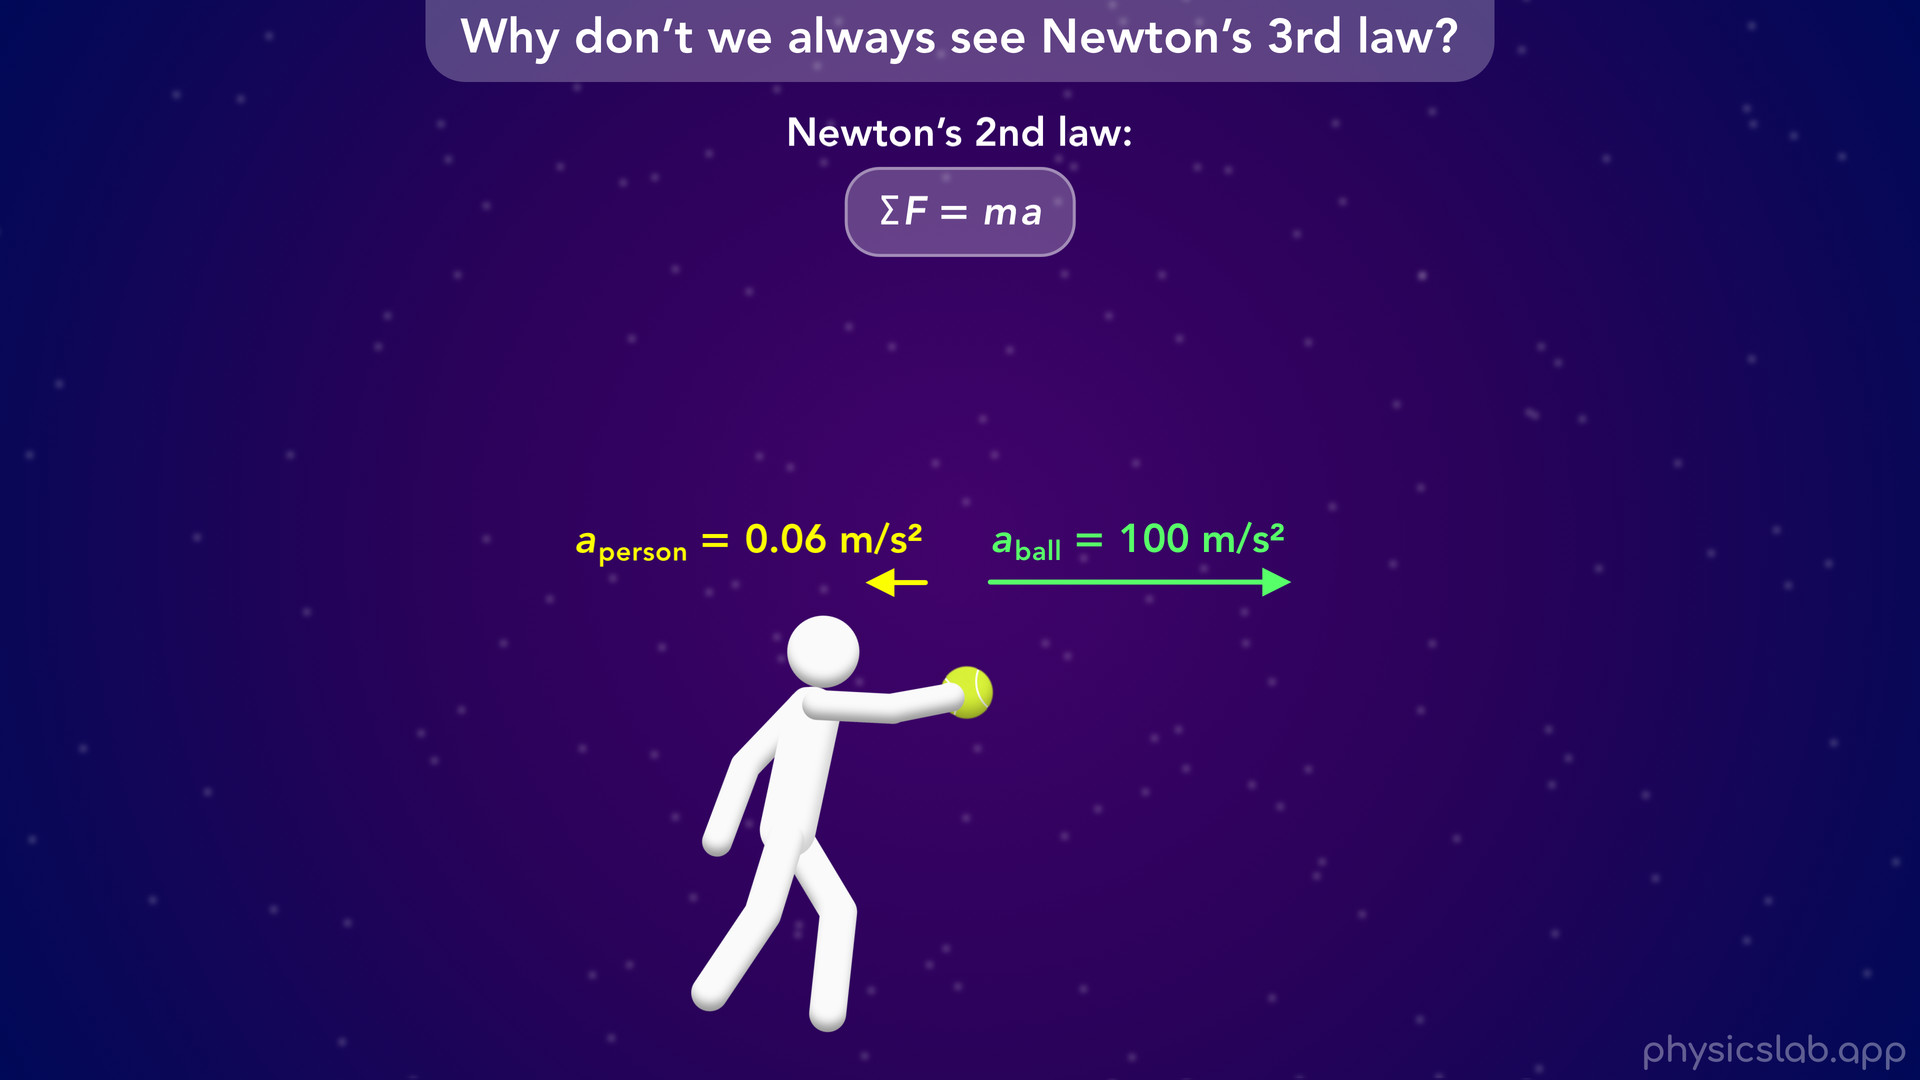 Why don’t we always see Newton’s 3rd law?
Newton’s 2nd law:
ΣF = ma
a_person = 0.06 m/s²
a_ball = 100 m/s²
physicslab.app